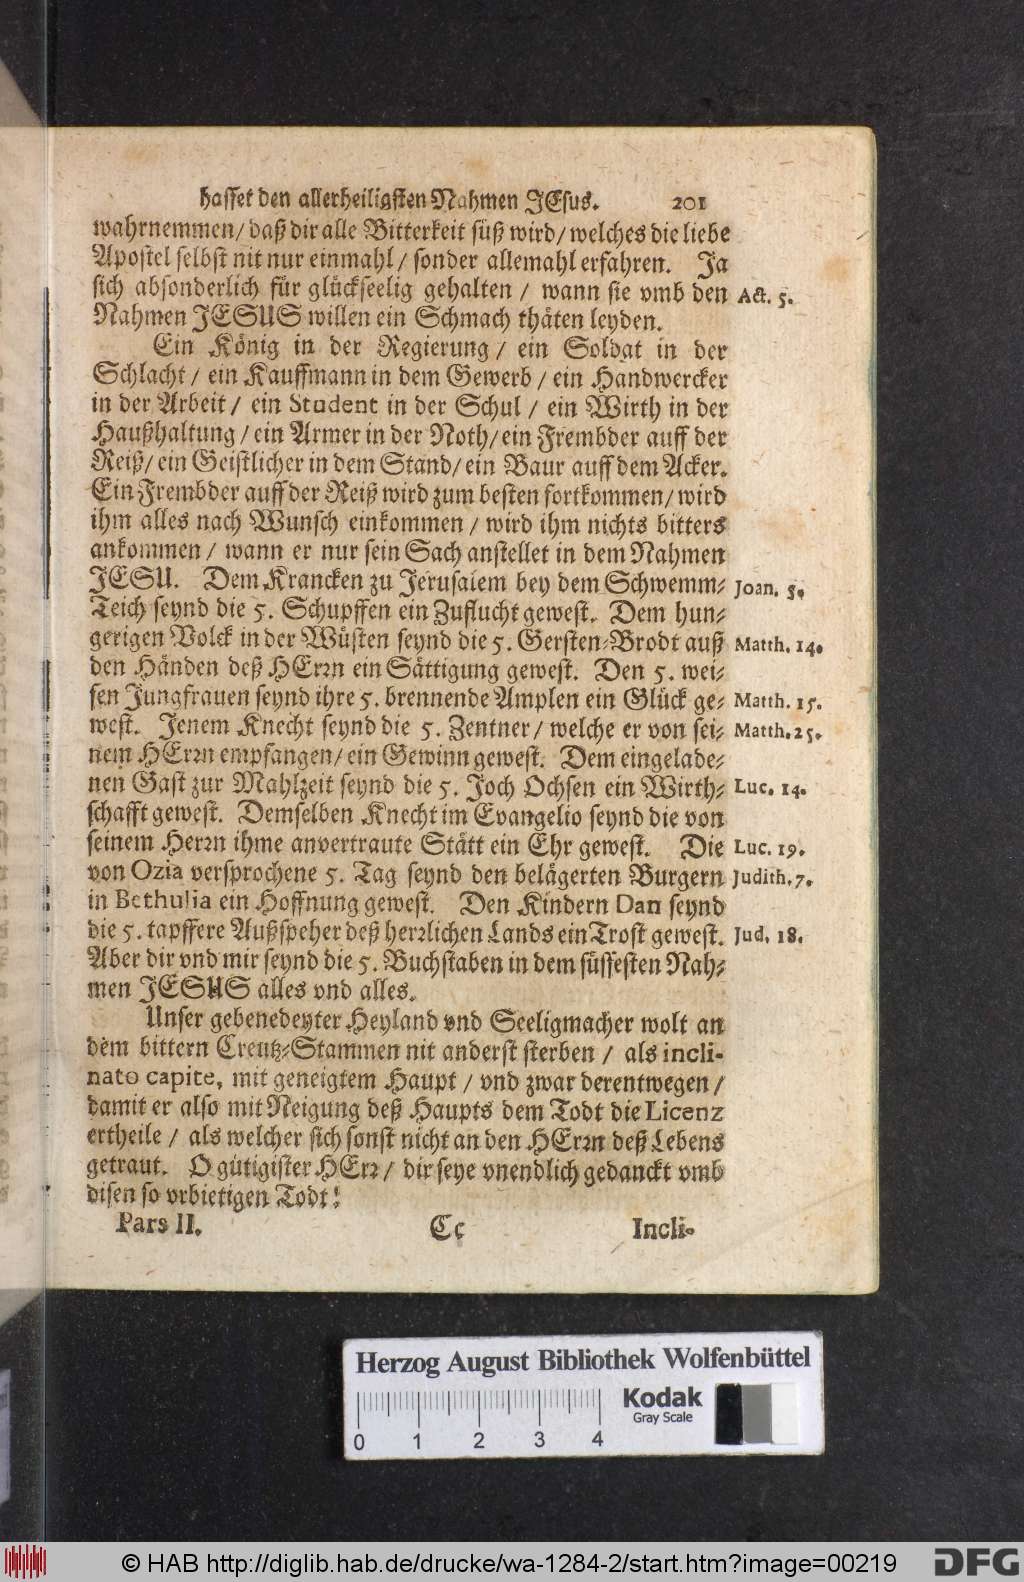 hasset den allerheiligsten Nahmen JEsus. 201
wahrnemmen/ daß dir alle Bitterkeit süß wird/ welches die liebe
Apostel selbst nit nur einmahl/ sonder allemahl erfahren. Ja
sich absonderlich für glückseelig gehalten/ wann sie vmb den Act. 5.
Nahmen JESUS willen ein Schmach thäten leyden.
Ein König in der Regierung/ ein Soldat in der
Schlacht/ ein Kauffmann in dem Gewerb/ ein Handwercker
in der Arbeit/ ein Student in der Schul/ ein Wirth in der
Haußhaltung/ ein Armer in der Noth/ ein Frembder auff der
Reiß/ ein Geistlicher in dem Stand/ ein Baur auff dem Acker.
Ein Frembder auff der Reiß wird zum besten fortkommen/ wird
ihm alles nach Wunsch einkommen/ wird ihm nichts bitters
ankommen/ wann er nur sein Sach anstellet in dem Nahmen
JESU. Dem Krancken zu Jerusalem bey dem Schwemm- Joan. 5.
Teich seynd die 5. Schupffen ein Zuflucht gewest. Dem hun-
gerigen Volck in der Wüsten seynd die 5. Gersten-Brodt auß Matth. 14.
den Händen deß HErrn ein Sättigung gewest. Den 5. wei-
sen Jungfrauen seynd ihre 5. brennende Amplen ein Glück ge- Matth. 15.
west. Jenem Knecht seynd die 5. Zentner/ welche er von sei- Matth. 25.
nem HErrn empfangen/ ein Gewinn gewest. Dem eingelade-
nen Gast zur Mahlzeit seynd die 5. Joch Ochsen ein Wirth- Luc. 14.
schafft gewest. Demselben Knecht im Evangelio seynd die von
seinem Herrn ihme anvertraute Stätt ein Ehr gewest. Die Luc. 19.
von Ozia versprochene 5. Tag seynd den belägerten Burgern Judith. 7.
in Bethulia ein Hoffnung gewest. Den Kindern Dan seynd
die 5. tapffere Außspeher deß herrlichen Lands ein Trost gewest. Jud. 18.
Aber dir vnd mir seynd die 5. Buchstaben in dem süssesten Nah-
men JESUS alles vnd alles.
Unser gebenedeyter Heyland vnd Seeligmacher wolt an
dem bittern Creutz-Stammen nit anderst sterben/ als incli-
nato capite, mit geneigtem Haupt/ vnd zwar derentwegen/
damit er also mit Neigung deß Haupts dem Todt die Licenz
ertheile/ als welcher sich sonst nicht an den HErrn deß Lebens
getraut. O gütigister HErr/ dir seye vnendlich gedanckt vmb
disen so vrbietigen Todt!
Pars II. Cc Incli-
Herzog August Bibliothek Wolfenbüttel
Kodak
Gray Scale
0 1 2 3 4
© HAB http://diglib.hab.de/drucke/wa-1284-2/start.htm?image=00219 DFG